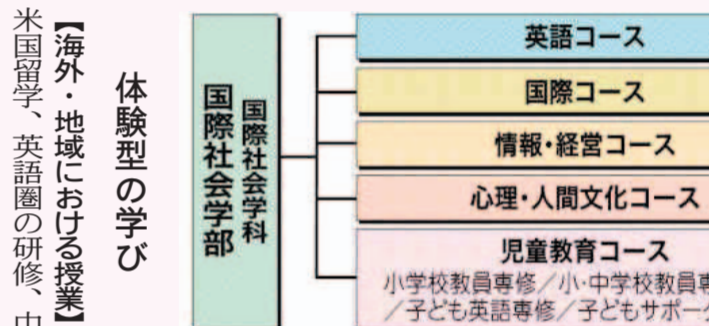 体験型の学び
【海外・地域における授業】
米国留学、英語圏の研修、
国際社会学部
国際社会学科
英語コース
国際コース
情報・経営コース
心理・人間文化コース
児童教育コース
小学校教員専修／小・中学校教員
／子ども英語専修／子どもサポー